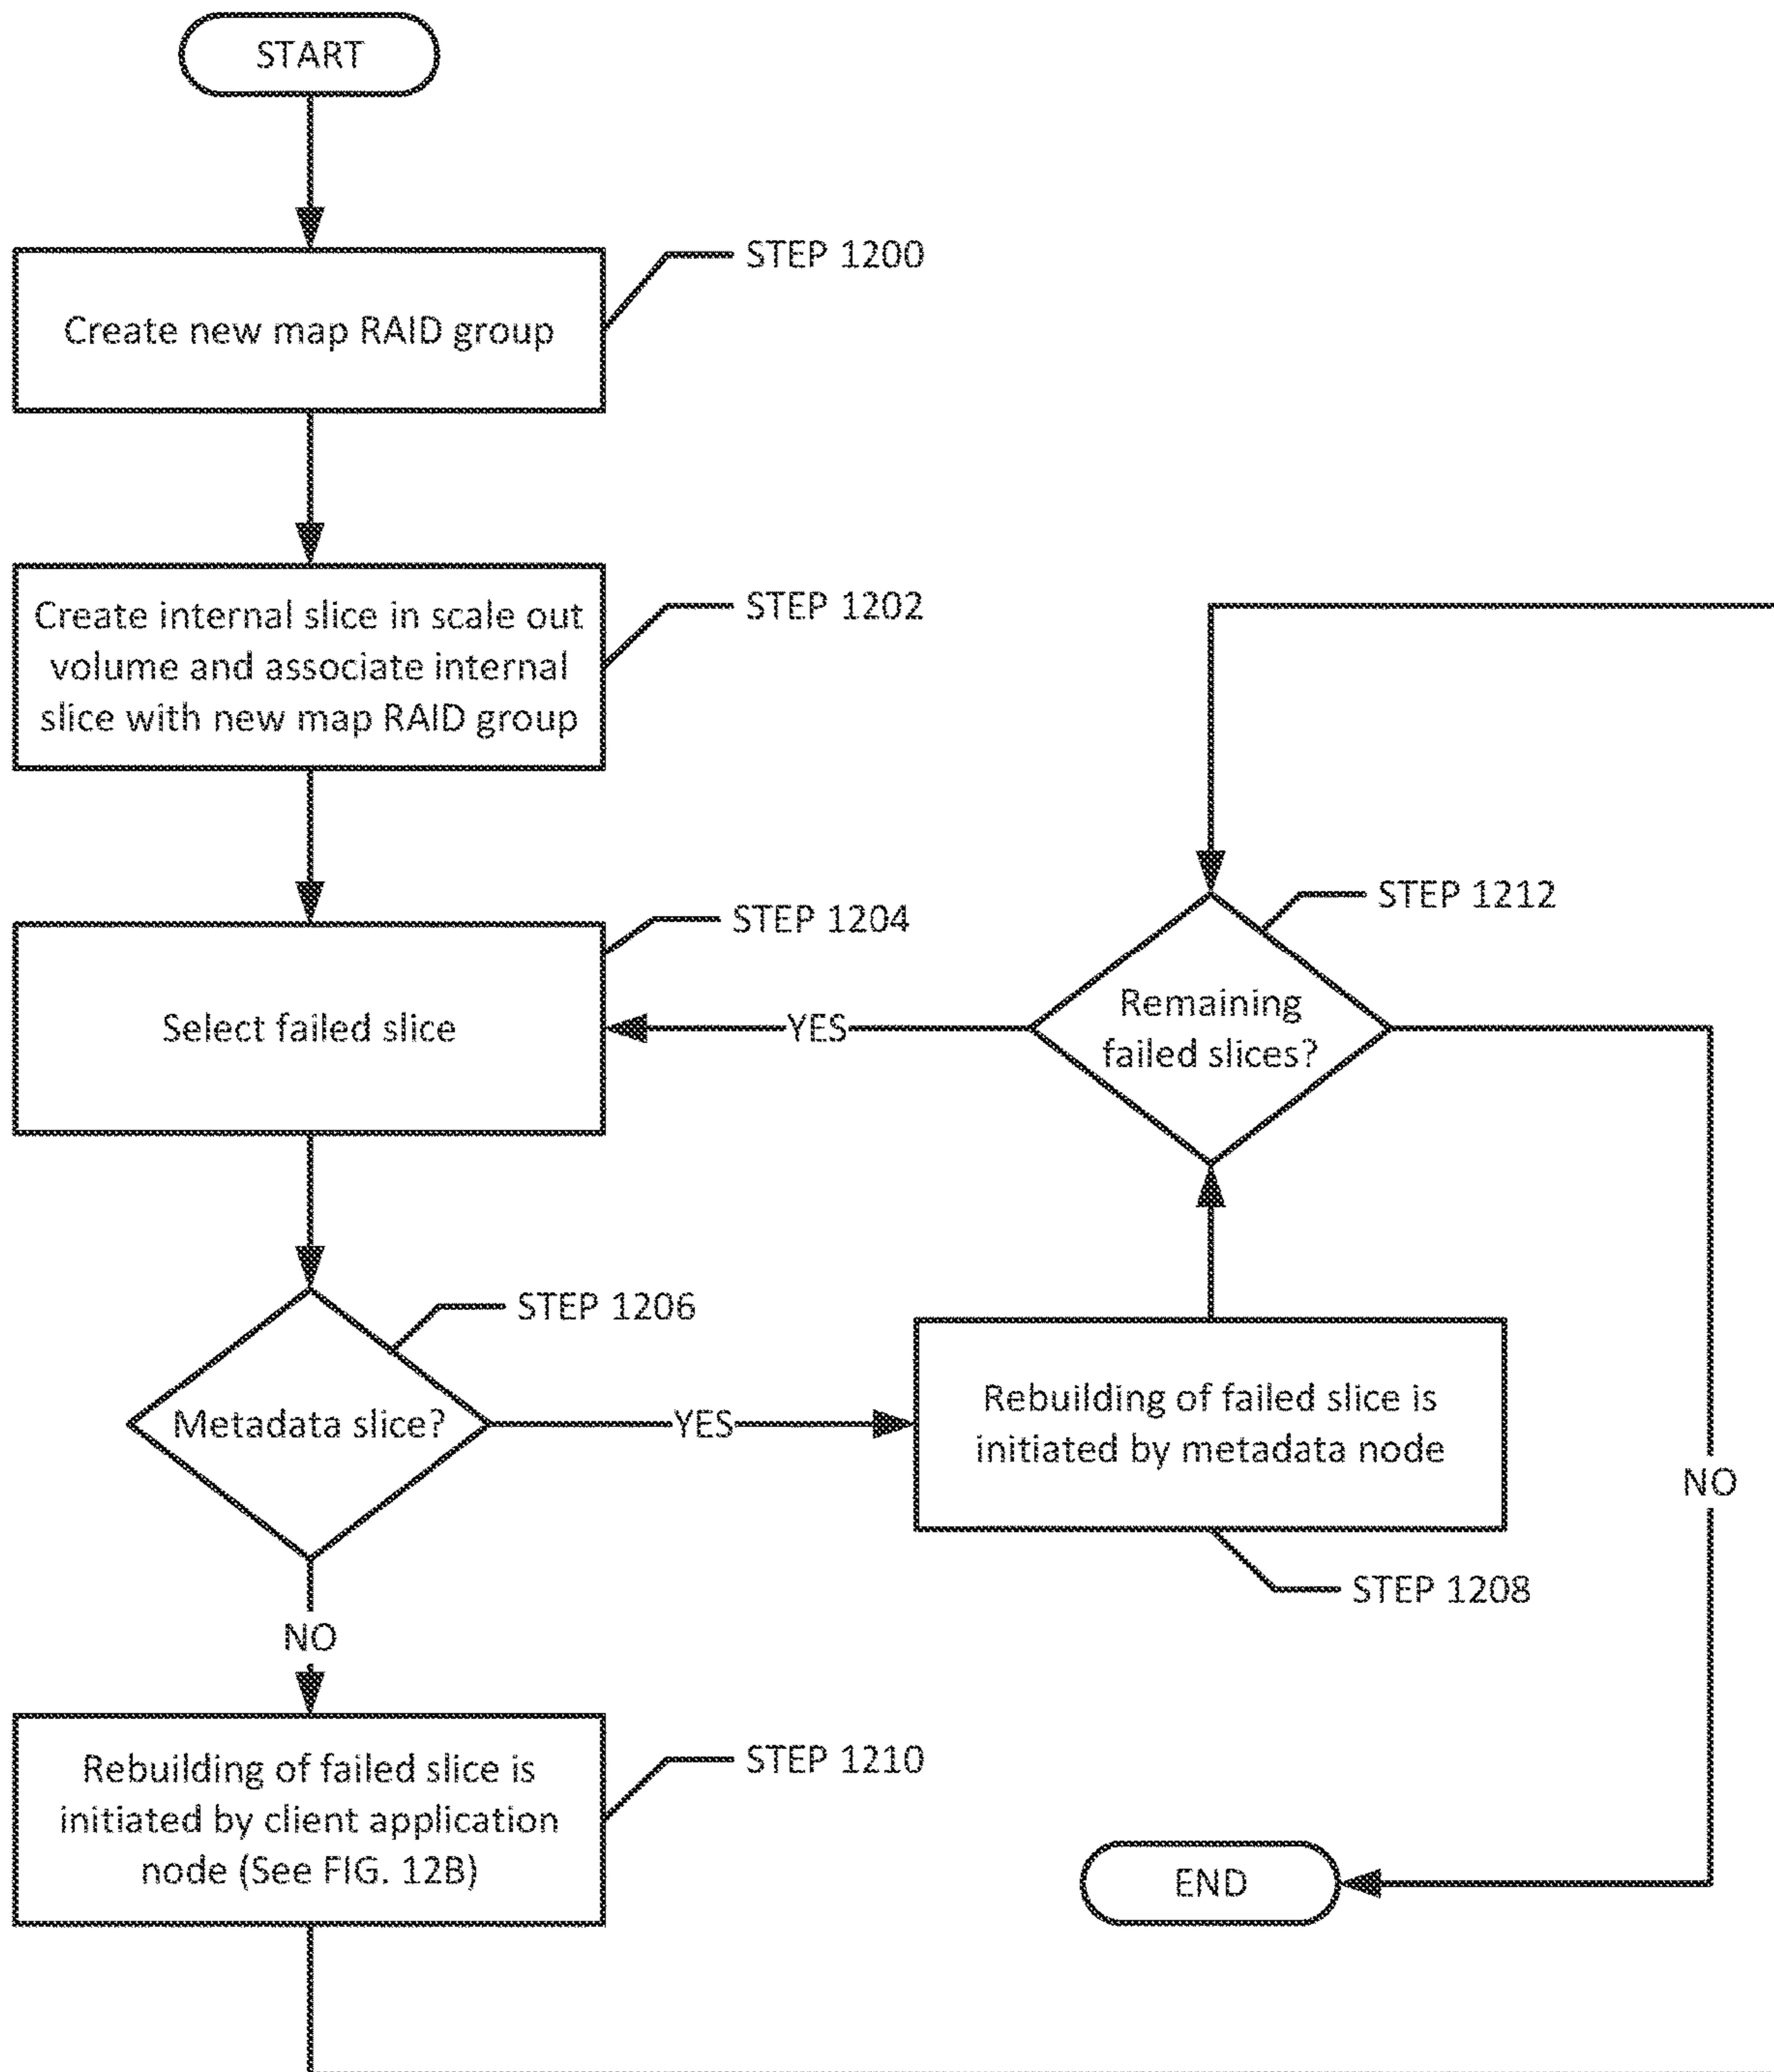 START
STEP 1200
Create new map RAID group
STEP 1202
Create internal slice in scale out
volume and associate internal
slice with new map RAID group
STEP 1204
Select failed slice
STEP 1212
Remaining
failed slices?
YES
STEP 1206
Metadata slice?
YES
Rebuilding of failed slice is
initiated by metadata node
STEP 1208
NO
NO
STEP 1210
Rebuilding of failed slice is
initiated by client application
node (See FIG. 12B)
END